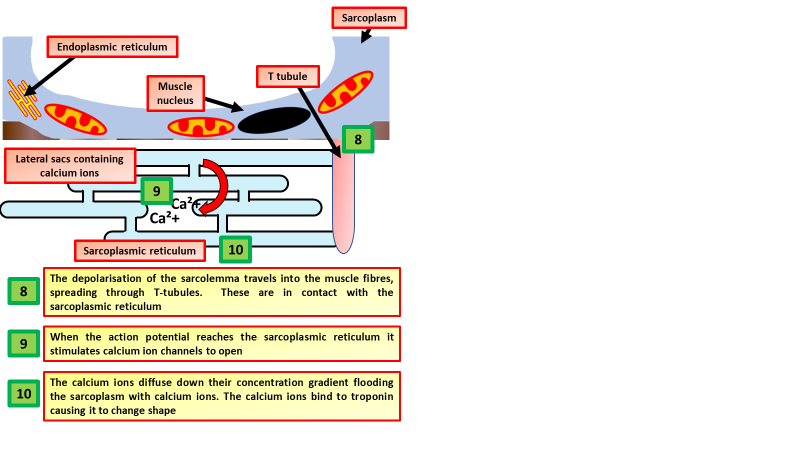 Sarcoplasm
Endoplasmic reticulum
T tubule
Muscle
nucleus
8
Lateral sacs containing
calcium ions
9
Ca²+
Ca²+
Sarcoplasmic reticulum
10
8
The depolarisation of the sarcolemma travels into the muscle fibres,
spreading through T-tubules. These are in contact with the
sarcoplasmic reticulum
9
When the action potential reaches the sarcoplasmic reticulum it
stimulates calcium ion channels to open
10
The calcium ions diffuse down their concentration gradient flooding
the sarcoplasm with calcium ions. The calcium ions bind to troponin
causing it to change shape